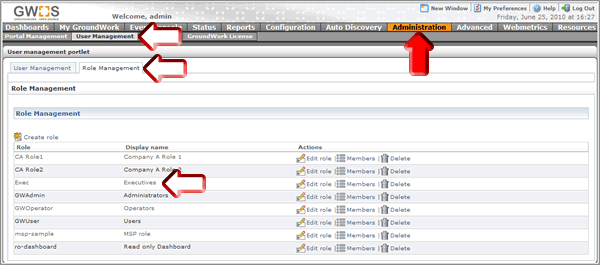 GWOS
New Window | My Preferences | Help | Log Out
Welcome, admin
Friday, June 25, 2010 at 16:27
Dashboards My GroundWork Status Reports Configuration Auto Discovery Administration Advanced Webmetrics Resources
Portal Management User Management GroundWork License
User management portlet
User Management Role Management
Role Management
Role Management
Create role
Role Display name Actions
CA Role1 Company A Role 1 Edit role | Members | Delete
CA Role2 Company A Edit role | Members | Delete
Exec Executives Edit role | Members | Delete
GWAdmin Administrators Edit role | Members | Delete
GWOperator Operators Edit role | Members | Delete
GWUser Users Edit role | Members | Delete
msp-sample MSP role Edit role | Members | Delete
ro-dashboard Read only Dashboard Edit role | Members | Delete